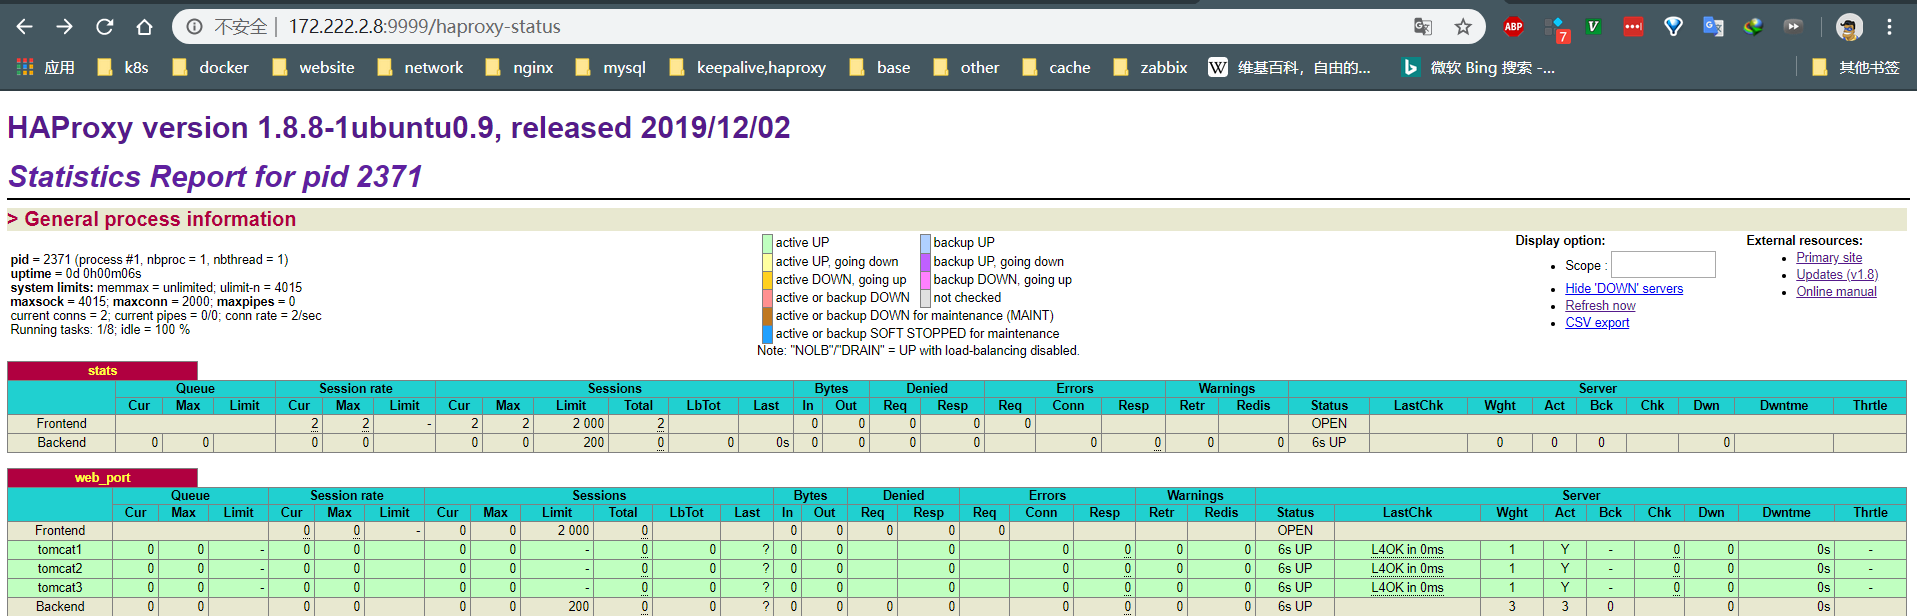 不安全 | 172.222.2.8:9999/haproxy-status
ABP 7 V
应用 k8s docker website network nginx mysql keepalive,haproxy base other cache zabbix W 维基百科，自由的... 微软 Bing 搜索 -... 其他书签
HAProxy version 1.8.8-1ubuntu0.9, released 2019/12/02
Statistics Report for pid 2371
> General process information
pid = 2371 (process #1, nbproc = 1, nbthread = 1)
uptime = 0d 0h00m06s
system limits: memmax = unlimited; ulimit-n = 4015
maxsock = 4015; maxconn = 2000; maxpipes = 0
current conns = 2; current pipes = 0/0; conn rate = 2/sec
Running tasks: 1/8; idle = 100 %
active UP backup UP
active UP, going down backup UP, going down
active DOWN, going up backup DOWN, going up
active or backup DOWN not checked
active or backup DOWN for maintenance (MAINT)
active or backup SOFT STOPPED for maintenance
Note: "NOLB"/"DRAIN" = UP with load-balancing disabled.
Display option:
Scope :
Hide 'DOWN' servers
Refresh now
CSV export
External resources:
Primary site
Updates (v1.8)
Online manual
stats
Queue Session rate Sessions Bytes Denied Errors Warnings Server
Cur Max Limit Cur Max Limit Cur Max Limit Total LbTot Last In Out Req Resp Req Conn Resp Retr Redis Status LastChk Wght Act Bck Chk Dwn Dwntme Thrtle
Frontend 2 2 - 2 2 2 000 2 0 0 0 0 0 OPEN
Backend 0 0 0 0 0 0 200 0 0 0s 0 0 0 0 0 0 0 0 6s UP 0 0 0 0
web_port
Queue Session rate Sessions Bytes Denied Errors Warnings Server
Cur Max Limit Cur Max Limit Cur Max Limit Total LbTot Last In Out Req Resp Req Conn Resp Retr Redis Status LastChk Wght Act Bck Chk Dwn Dwntme Thrtle
Frontend 0 0 - 0 0 2 000 0 0 0 0 0 0 OPEN
tomcat1 0 0 - 0 0 0 0 - 0 0 ? 0 0 0 0 0 0 0 6s UP L4OK in 0ms 1 Y - 0 0 0s -
tomcat2 0 0 - 0 0 0 0 - 0 0 ? 0 0 0 0 0 0 0 6s UP L4OK in 0ms 1 Y - 0 0 0s -
tomcat3 0 0 - 0 0 0 0 - 0 0 ? 0 0 0 0 0 0 0 6s UP L4OK in 0ms 1 Y - 0 0 0s -
Backend 0 0 0 0 0 0 200 0 0 ? 0 0 0 0 0 0 0 0 6s UP 3 3 0 0 0s